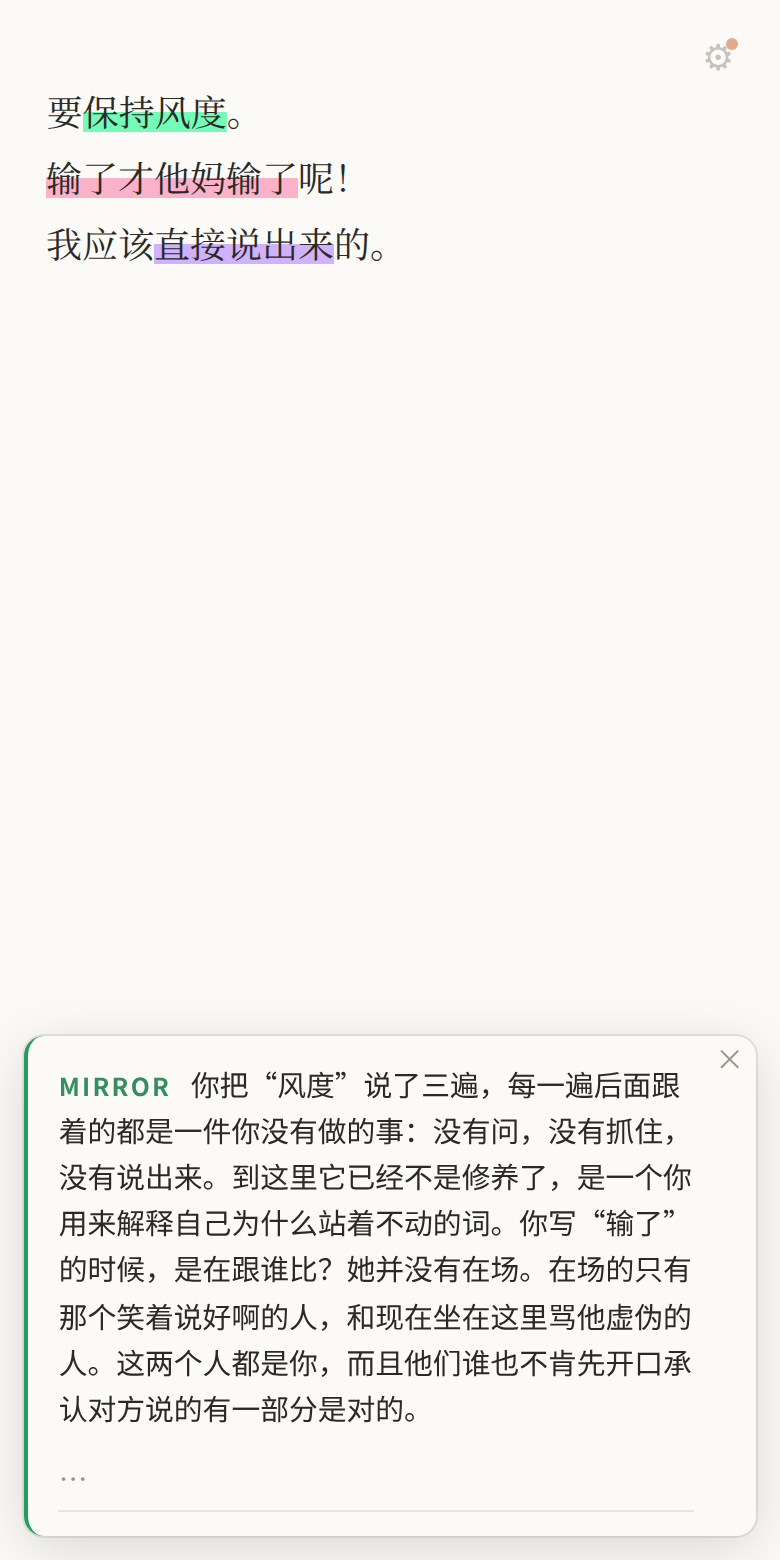 要保持风度。
输了才他妈输了呢！
我应该直接说出来的。
MIRROR 你把“风度”说了三遍，每一遍后面跟
着的都是一件你没有做的事：没有问，没有抓住，
没有说出来。到这里它已经不是修养了，是一个你
用来解释自己为什么站着不动的词。你写“输了”
的时候，是在跟谁比？她并没有在场。在场的只有
那个笑着说好啊的人，和现在坐在这里骂他虚伪的
人。这两个人都是你，而且他们谁也不肯先开口承
认对方说的有一部分是对的。
...